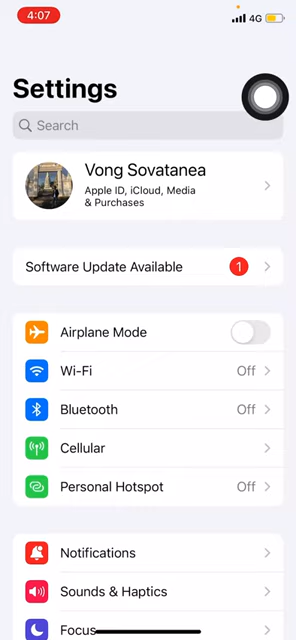 4:07
4G
Settings
Search
Vong Sovatanea
Apple ID, iCloud, Media
& Purchases
Software Update Available 1
Airplane Mode
Wi-Fi Off
Bluetooth Off
Cellular
Personal Hotspot Off
Notifications
Sounds & Haptics
Focus